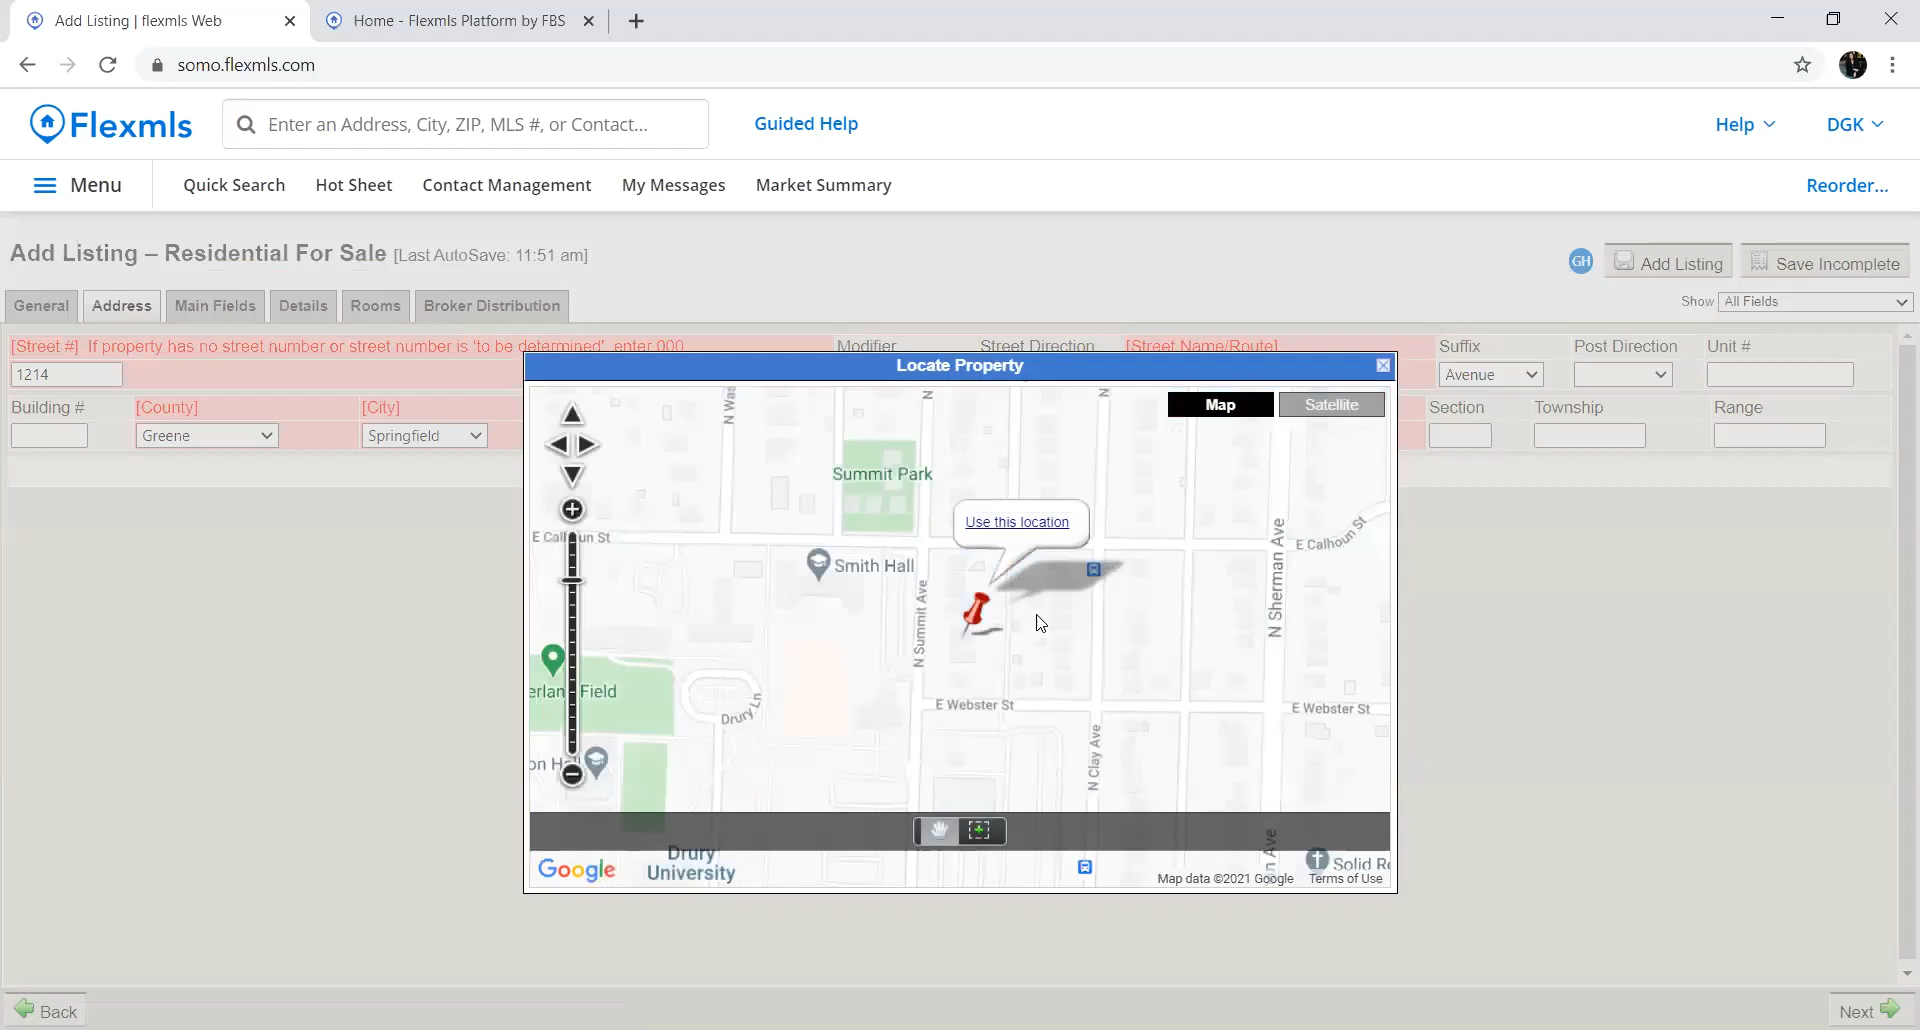 Add Listing | flexmls Web
Home - Flexmls Platform by FBS
somo.flexmls.com
Flexmls
Enter an Address, City, ZIP, MLS #, or Contact...
Guided Help
Help
DGK
Menu
Quick Search
Hot Sheet
Contact Management
My Messages
Market Summary
Reorder...
Add Listing – Residential For Sale [Last AutoSave: 11:51 am]
GH
Add Listing
Save Incomplete
General
Address
Main Fields
Details
Rooms
Broker Distribution
Show
All Fields
[Street #] If property has no street number or street number is 'to be determined', enter 000
Modifier
Street Direction
[Street Name/Route]
Suffix
Post Direction
Unit #
1214
Avenue
Building #
[County]
[City]
Section
Township
Range
Greene
Springfield
Locate Property
Map
Satellite
N Wa
N
N
Summit Park
Use this location
E Calhoun St
E Calhoun St
Smith Hall
N Summit Ave
N Sherman Ave
erland Field
Drury Ln
E Webster St
E Webster St
N Clay Ave
on H
Drury
University
Solid Re
an Ave
Google
Map data ©2021 Google
Terms of Use
Back
Next